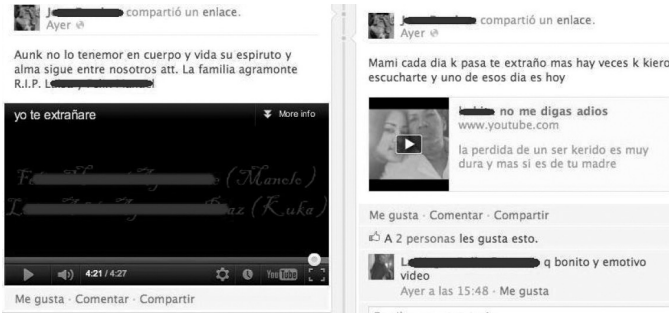 compartió un enlace.
Ayer
Aunk no lo tenemor en cuerpo y vida su espiruto y
alma sigue entre nosotros att. La familia agramonte
R.I.P.
yo te extrañare
More info
(Manolo)
az (Kuka)
4:21 / 4:27
YouTube
Me gusta · Comentar · Compartir
compartió un enlace.
Ayer
Mami cada dia k pasa te extraño mas hay veces k kiero
escucharte y uno de esos dia es hoy
no me digas adios
www.youtube.com
la perdida de un ser kerido es muy
dura y mas si es de tu madre
Me gusta · Comentar · Compartir
A 2 personas les gusta esto.
q bonito y emotivo
video
Ayer a las 15:48 · Me gusta